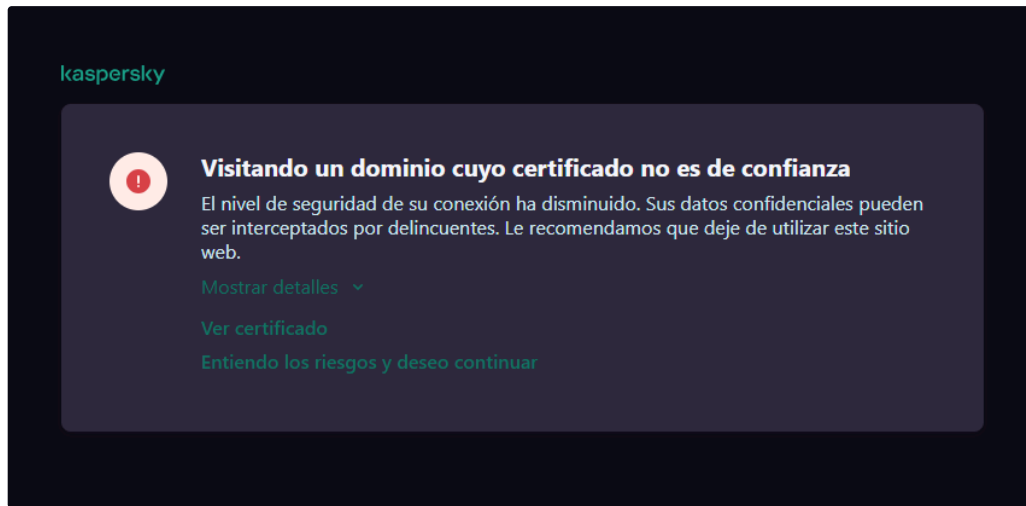 kaspersky
Visitando un dominio cuyo certificado no es de confianza
El nivel de seguridad de su conexión ha disminuido. Sus datos confidenciales pueden
ser interceptados por delincuentes. Le recomendamos que deje de utilizar este sitio
web.
Mostrar detalles
Ver certificado
Entiendo los riesgos y deseo continuar